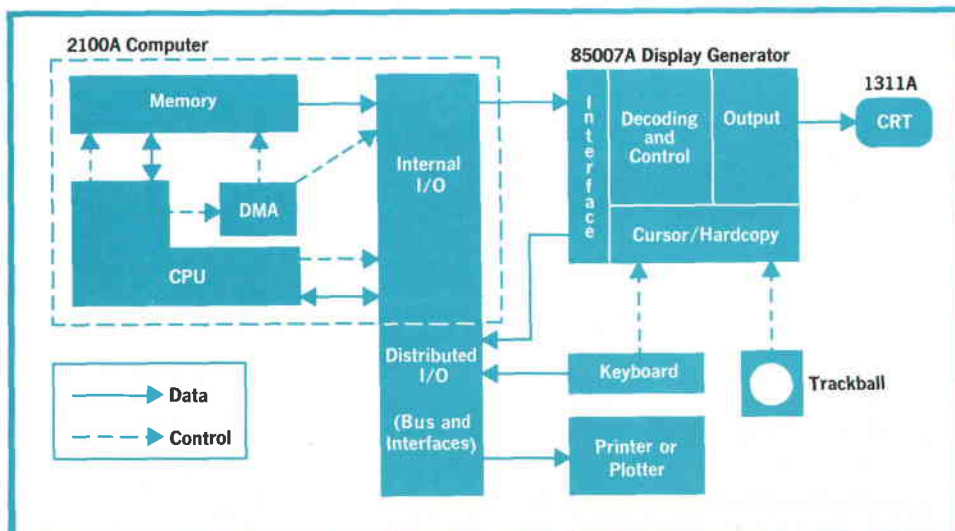 2100A Computer
Memory
DMA
CPU
Internal
I/O
Distributed
I/O
(Bus and
Interfaces)
85007A Display Generator
Interface
Decoding
and
Control
Output
Cursor/Hardcopy
1311A
CRT
Keyboard
Trackball
Printer or
Plotter
Data
Control